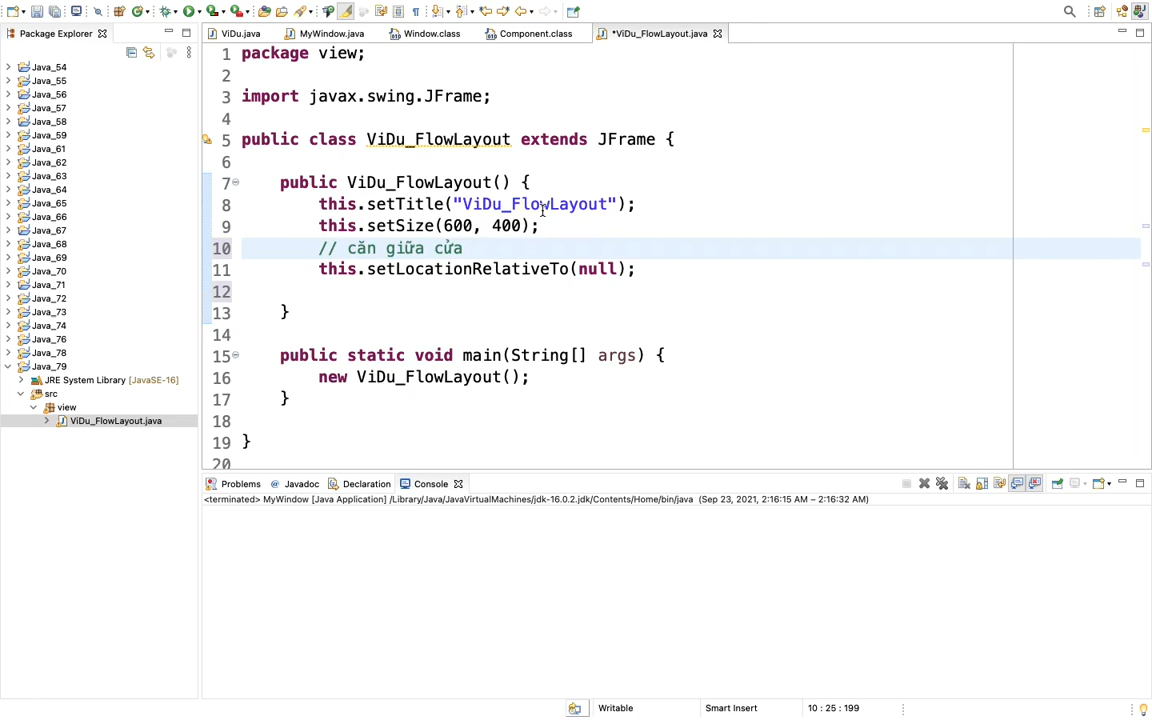 ViDu.java
MyWindow.java
Window.class
Component.class
*ViDu_FlowLayout.java
Package Explorer
Java_54
Java_55
Java_56
Java_57
Java_58
Java_59
Java_61
Java_62
Java_63
Java_64
Java_65
Java_66
Java_67
Java_68
Java_69
Java_70
Java_71
Java_72
Java_73
Java_74
Java_76
Java_78
Java_79
JRE System Library [JavaSE-16]
src
view
ViDu_FlowLayout.java
1 package view;
2
3 import javax.swing.JFrame;
4
5 public class ViDu_FlowLayout extends JFrame {
6
7 public ViDu_FlowLayout() {
8 this.setTitle("ViDu_FlowLayout");
9 this.setSize(600, 400);
10 // căn giữa cửa
11 this.setLocationRelativeTo(null);
12
13 }
14
15 public static void main(String[] args) {
16 new ViDu_FlowLayout();
17 }
18
19 }
20
Problems
Javadoc
Declaration
Console
<terminated> MyWindow [Java Application] /Library/Java/JavaVirtualMachines/jdk-16.0.2.jdk/Contents/Home/bin/java (Sep 23, 2021, 2:16:15 AM – 2:16:32 AM)
Writable
Smart Insert
10 : 25 : 199